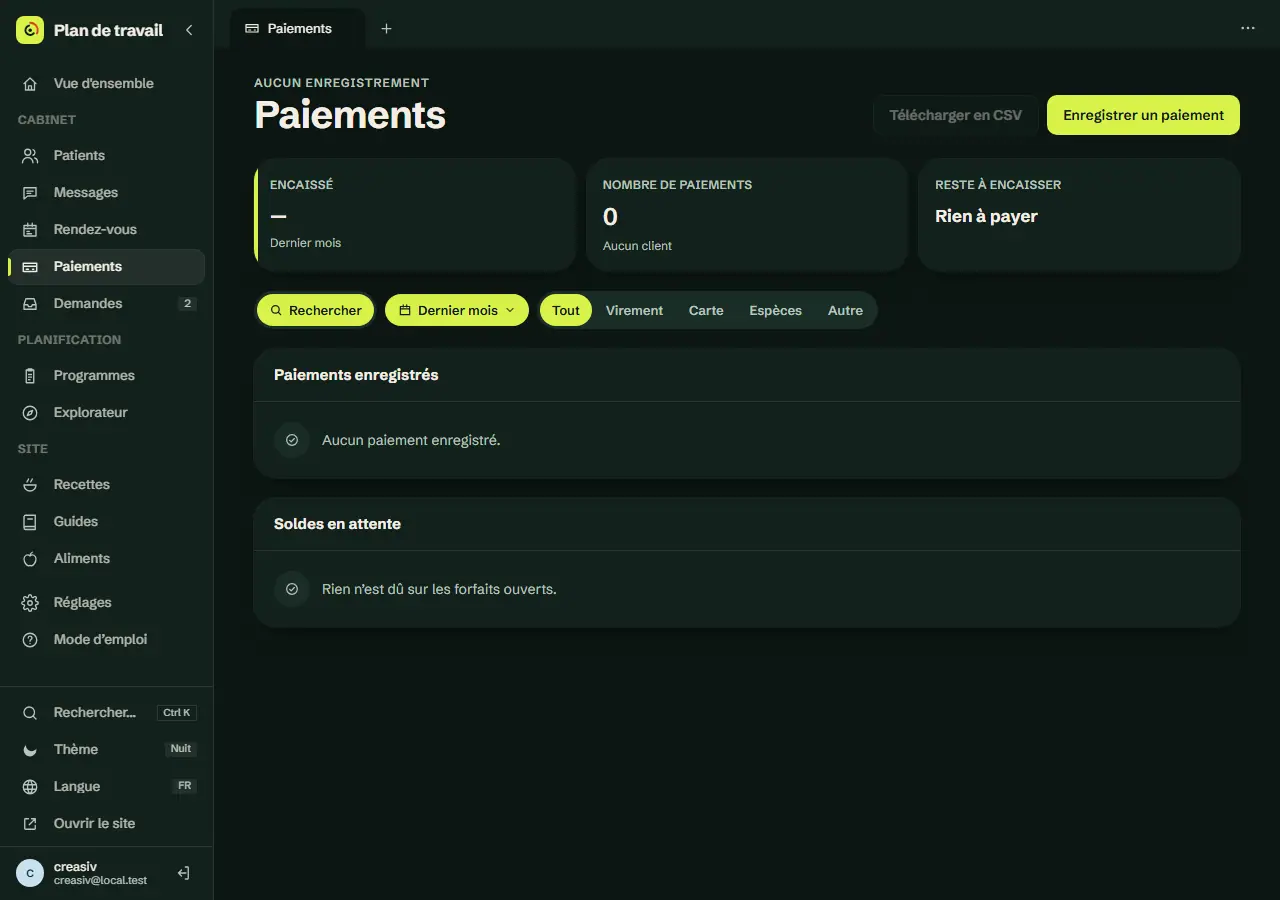 Plan de travail
Vue d'ensemble
CABINET
Patients
Messages
Rendez-vous
Paiements
Demandes 2
PLANIFICATION
Programmes
Explorateur
SITE
Recettes
Guides
Aliments
Réglages
Mode d'emploi
Rechercher... Ctrl K
Thème Nuit
Langue FR
Ouvrir le site
C creasiv
creasiv@local.test
Paiements
AUCUN ENREGISTREMENT
Paiements
Télécharger en CSV Enregistrer un paiement
ENCAISSÉ
–
Dernier mois
NOMBRE DE PAIEMENTS
0
Aucun client
RESTE À ENCAISSER
Rien à payer
Rechercher Dernier mois Tout Virement Carte Espèces Autre
Paiements enregistrés
Aucun paiement enregistré.
Soldes en attente
Rien n'est dû sur les forfaits ouverts.